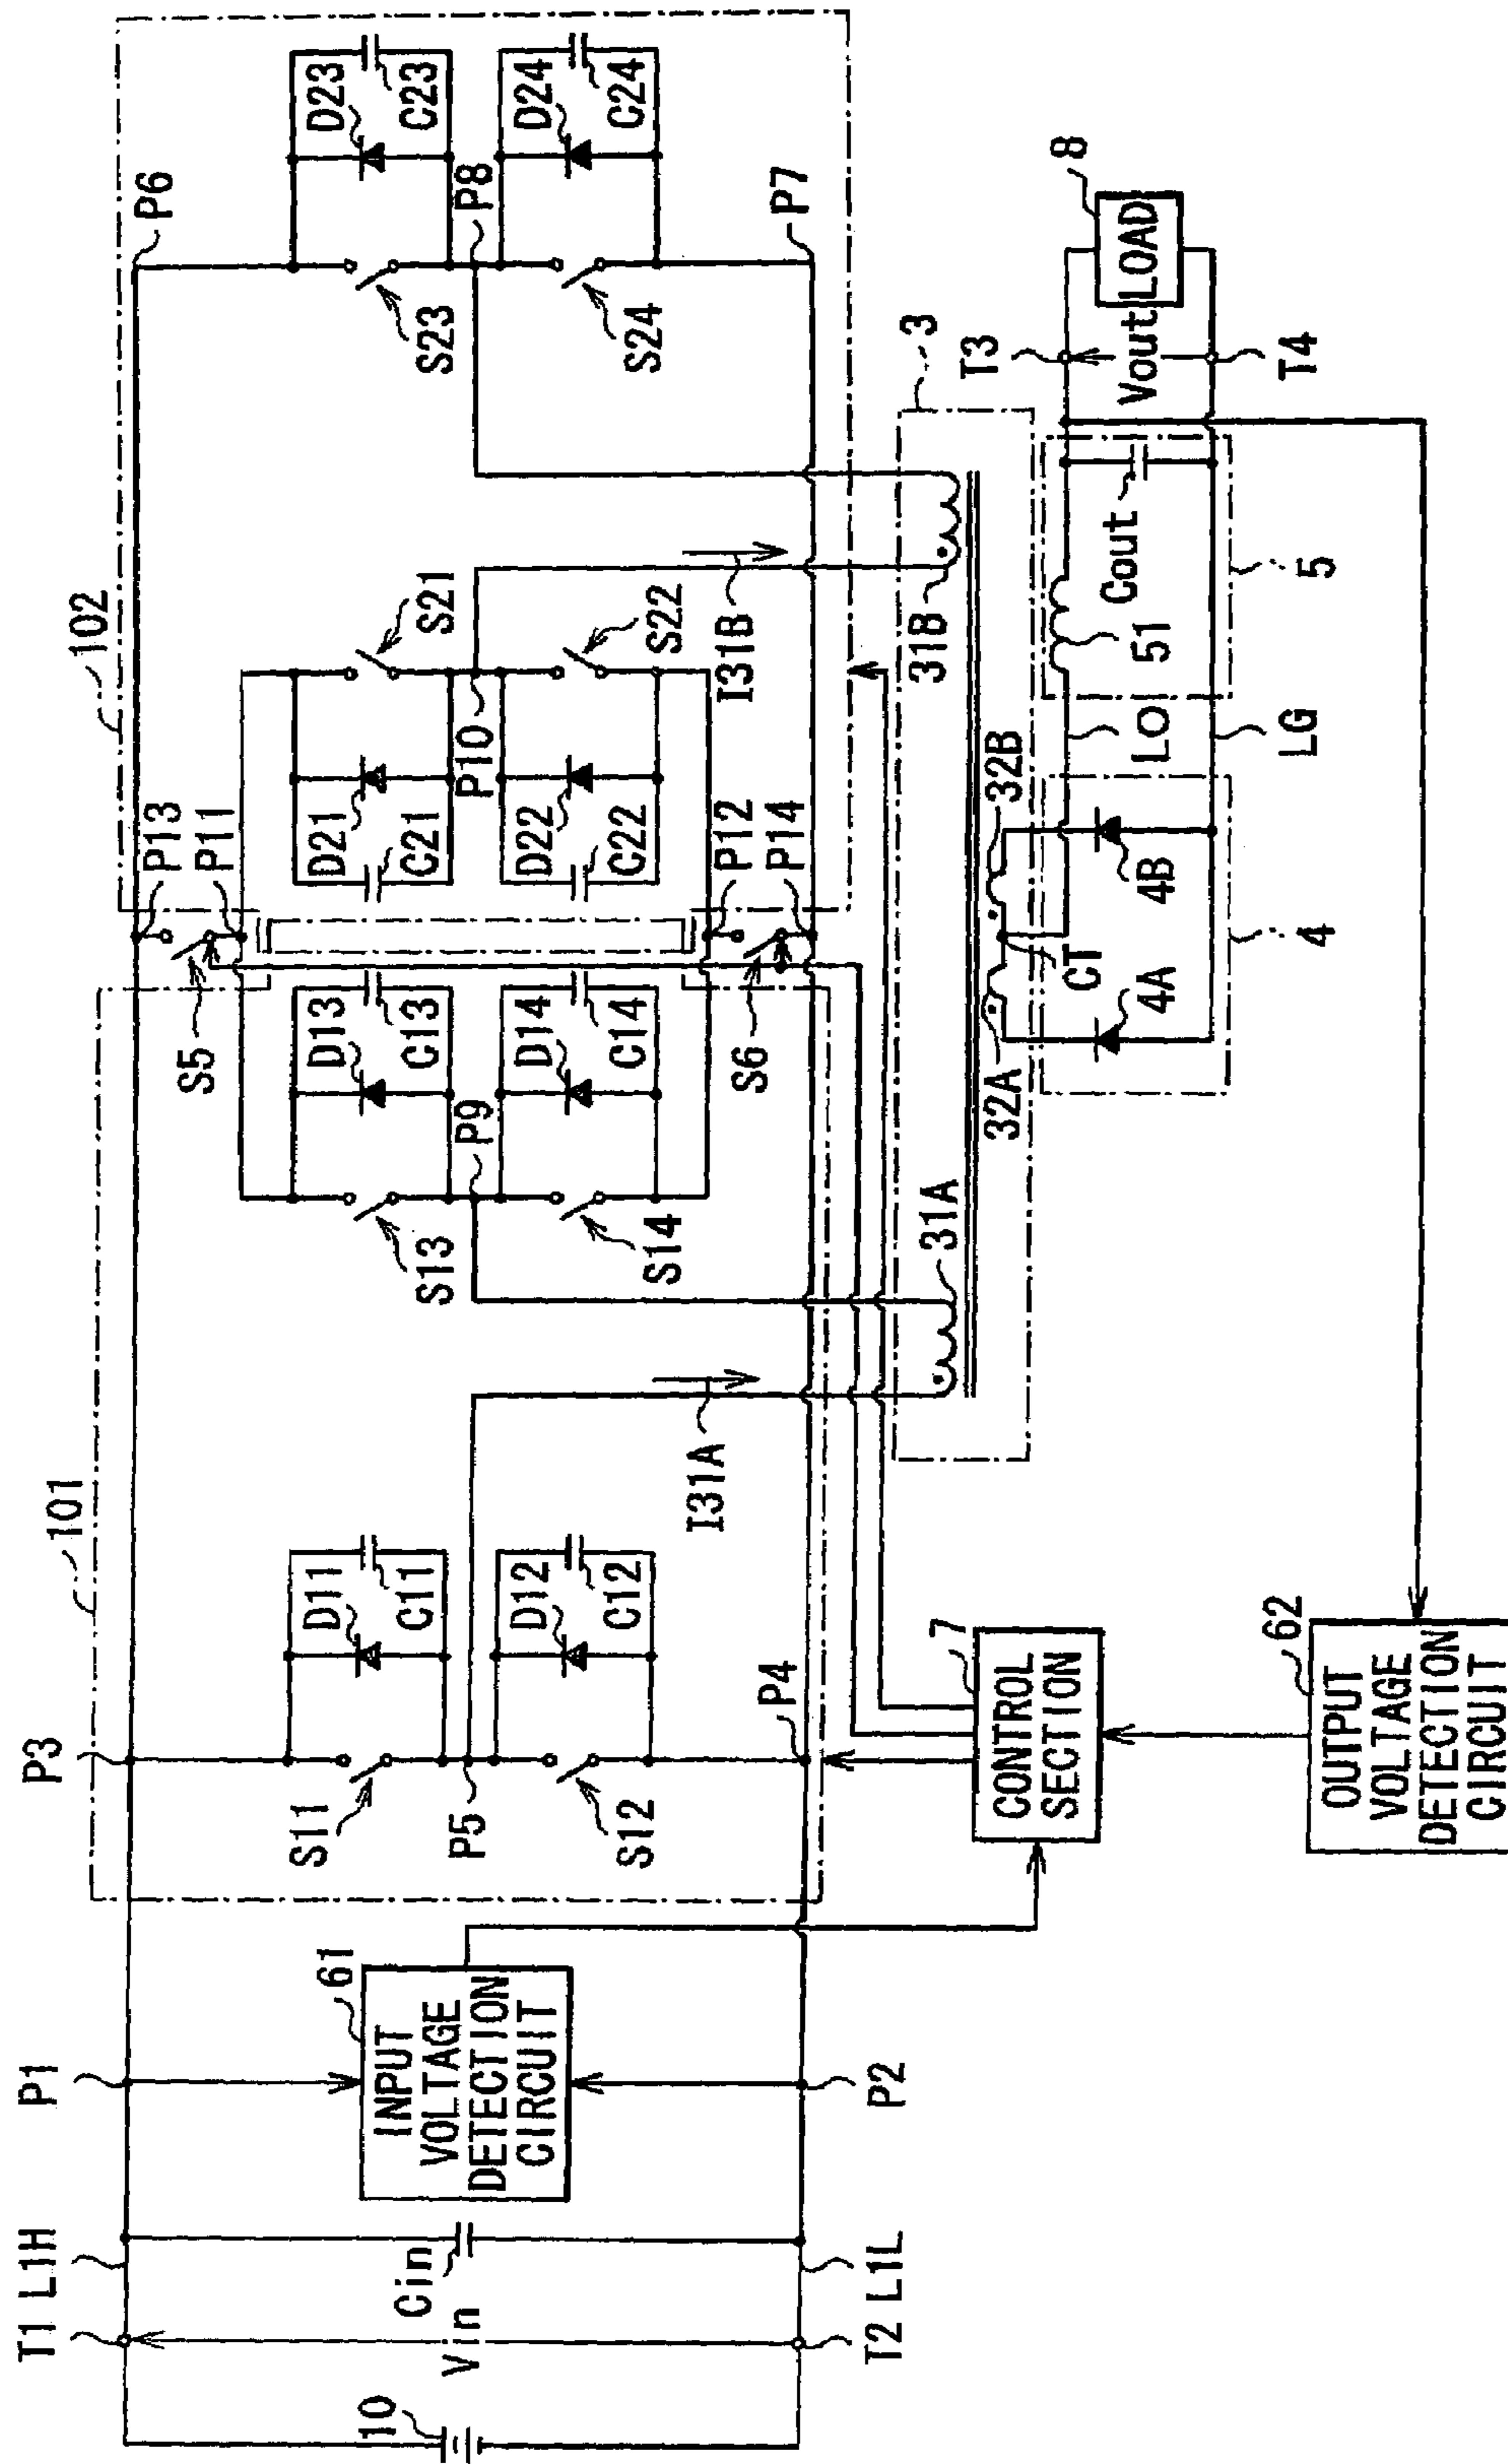 T1
L1H
P1
P3
101
102
P6
10
Vin
Cin
61
INPUT
VOLTAGE
DETECTION
CIRCUIT
S11
D11
C11
P5
S12
D12
C12
P4
T2
L1L
P2
S5
P13
P11
S13
D13
C13
P9
S14
D14
C14
S6
P12
P14
D21
C21
S21
P10
D22
C22
S22
S23
D23
C23
P8
S24
D24
C24
P7
I31A
I31B
31A
31B
3
7
CONTROL
SECTION
32A
32B
CT
4A
4B
4
LO
LG
51
Cout
5
T3
Vout
T4
8
LOAD
62
OUTPUT
VOLTAGE
DETECTION
CIRCUIT